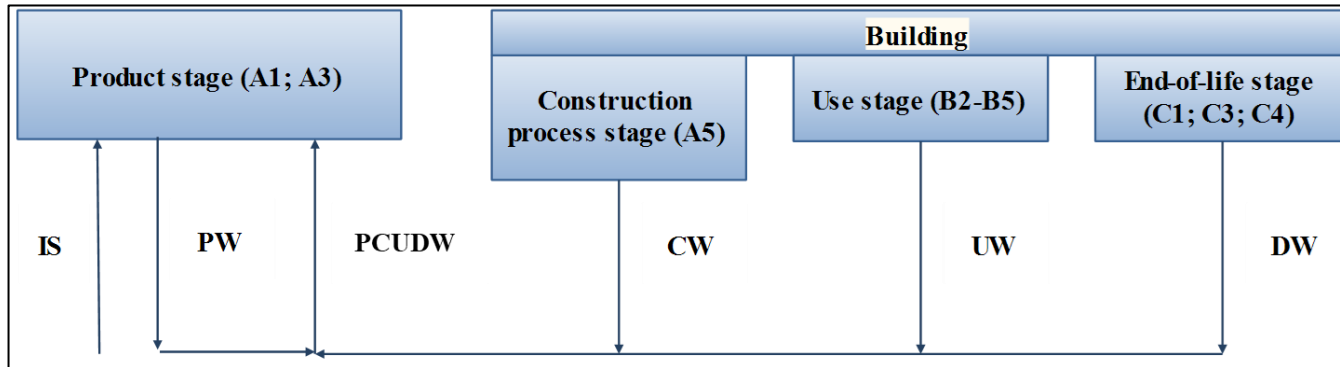 Building
Product stage (A1; A3)
Construction
process stage (A5)
Use stage (B2-B5)
End-of-life stage
(C1; C3; C4)
IS
PW
PCUDW
CW
UW
DW